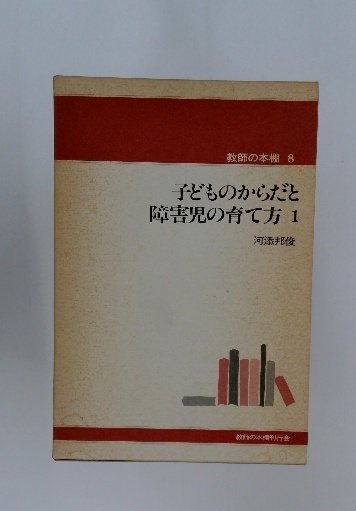 教師の本棚 8
子どものからだと
障害児の育て方 1
河添邦俊
教師の本棚刊行会